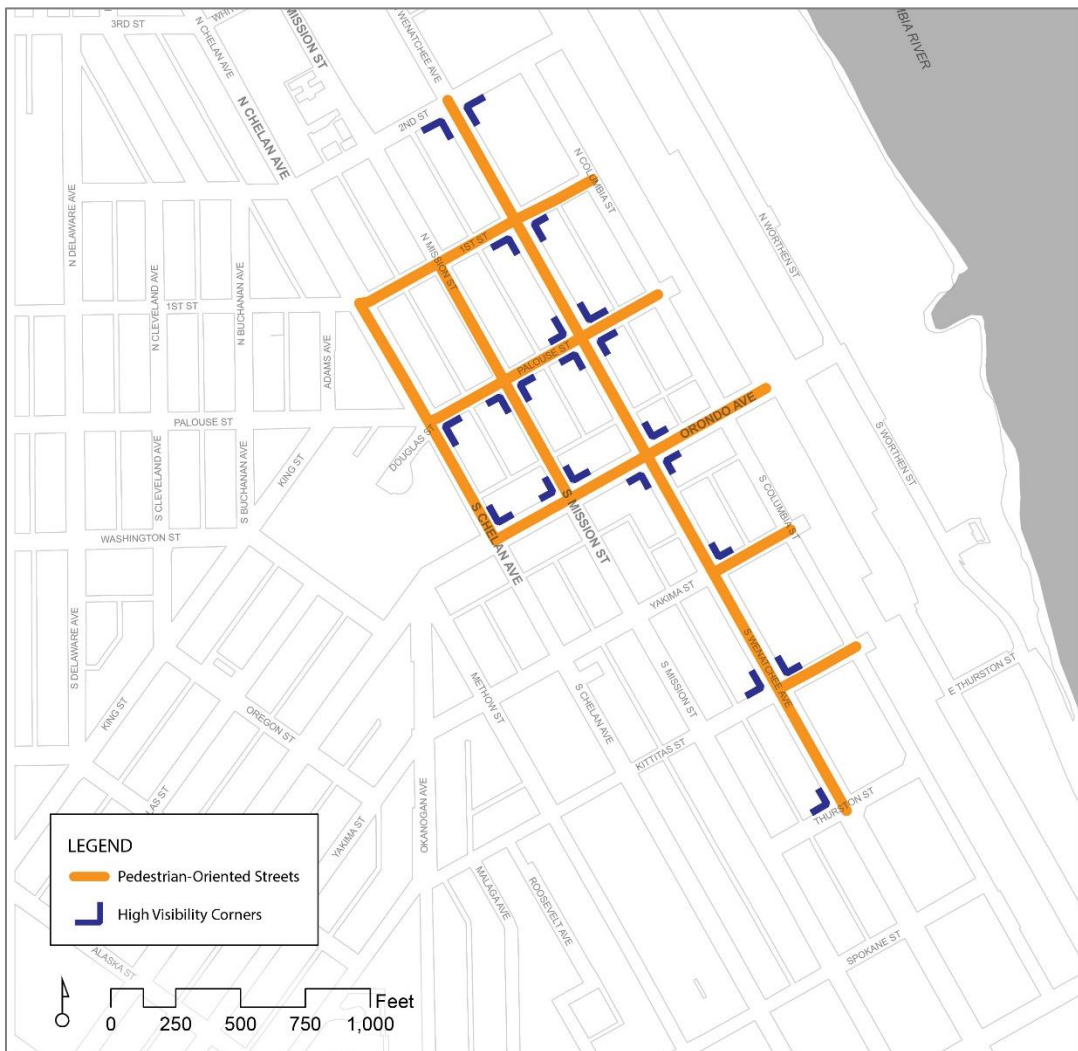 3RD ST
N CHELAN AVE
MISSION ST
WENATCHEE AVE
BIA RIVER
N CHELAN AVE
2ND ST
N COLUMBIA ST
N DELAWARE AVE
N MISSION ST
1ST ST
N WORTHEN ST
N CLEVELAND AVE
N BUCHANAN AVE
1ST ST
ADAMS AVE
PALOUSE ST
PALOUSE ST
DOUGLAS ST
ORONDO AVE
KING ST
S CLEVELAND AVE
S BUCHANAN AVE
S WORTHEN ST
S COLUMBIA ST
WASHINGTON ST
S CHELAN AVE
S MISSION ST
YAKIMA ST
S DELAWARE AVE
S WENATCHEE AVE
S MISSION ST
E THURSTON ST
METHOW ST
S CHELAN AVE
KING ST
OREGON ST
KITTITAS ST
LAS ST
YAKIMA ST
OKANOGAN AVE
THURSTON ST
MALAGA AVE
ROOSEVELT AVE
SPOKANE ST
ALASKA ST
LEGEND
Pedestrian-Oriented Streets
High Visibility Corners
Feet
0 250 500 750 1,000